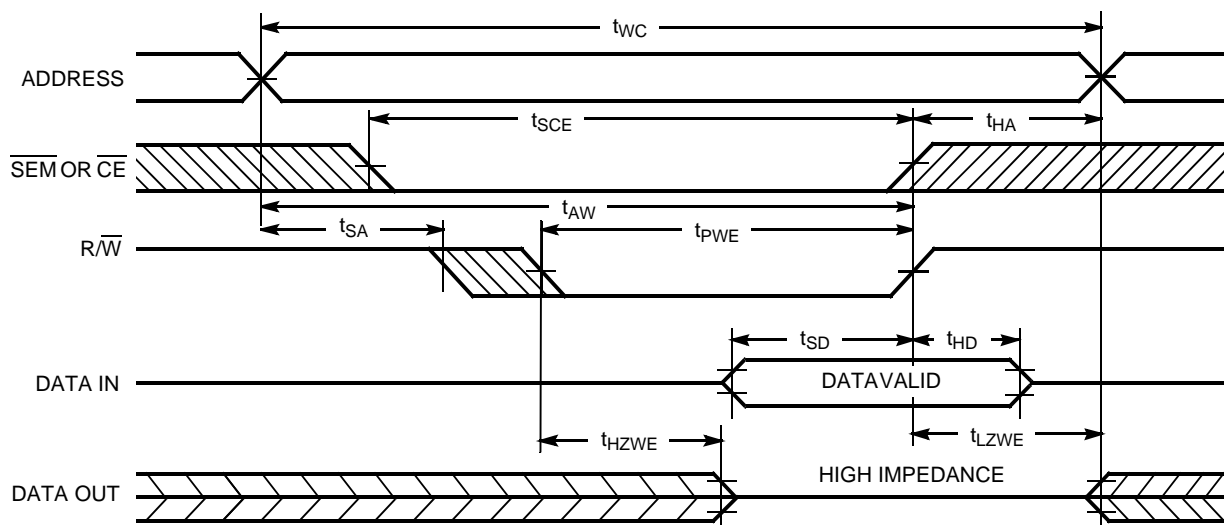 tWC
ADDRESS
tSCE
tHA
SEM OR CE
tAW
tSA
tPWE
R/W
tSD
tHD
DATA IN
DATAVALID
tHZWE
tLZWE
HIGH IMPEDANCE
DATA OUT